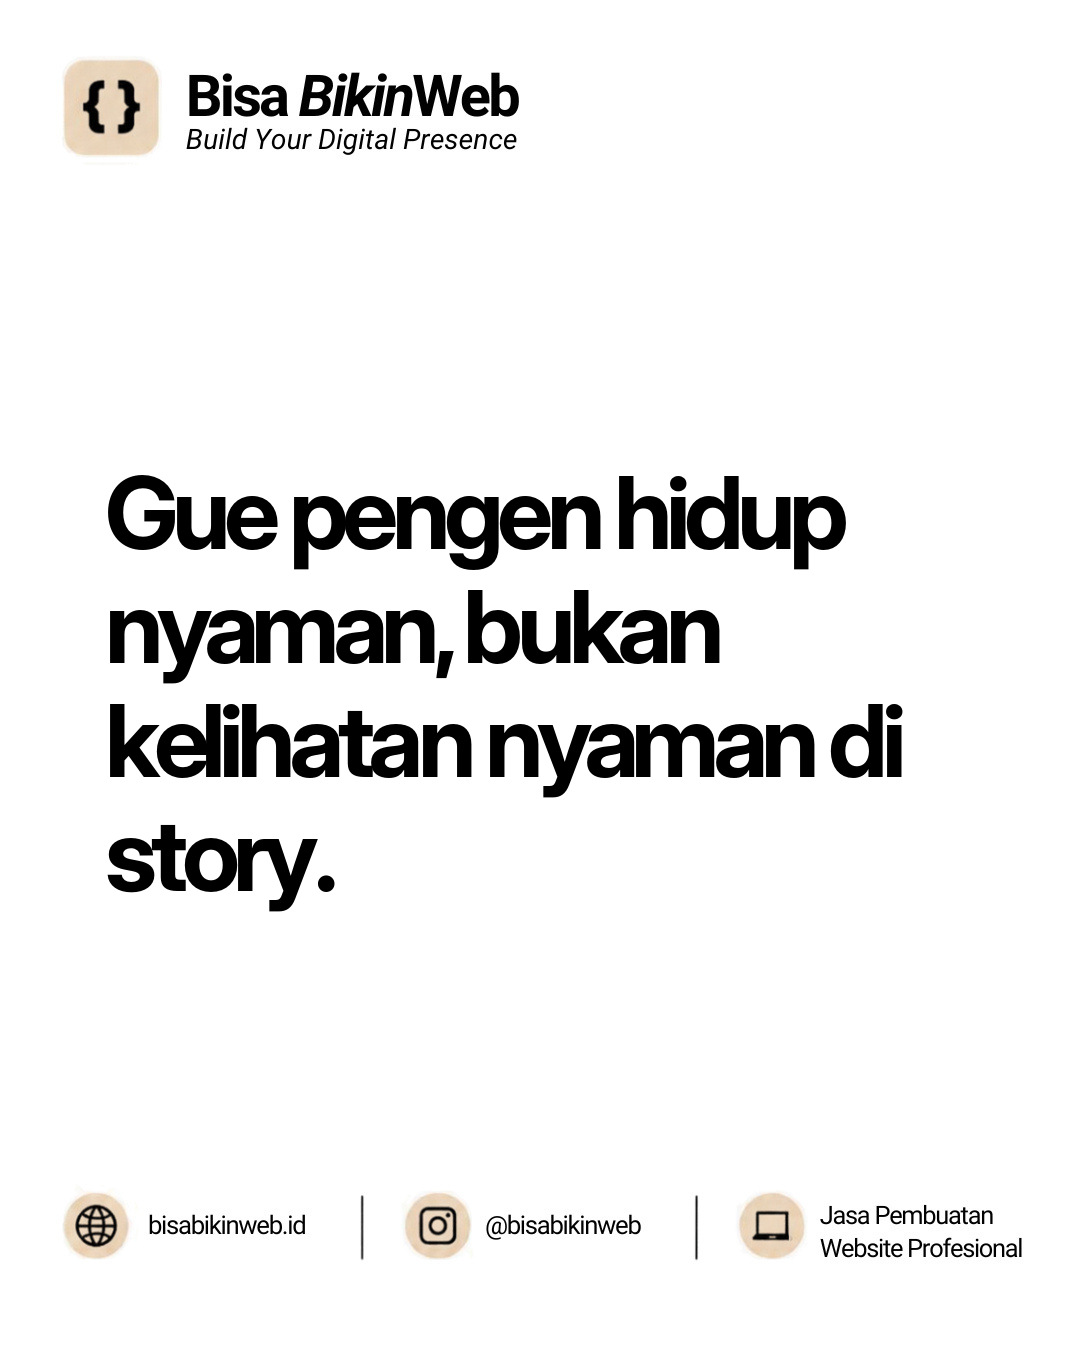 { }
Bisa BikinWeb
Build Your Digital Presence
Gue pengen hidup
nyaman, bukan
kelihatan nyaman di
story.
bisabikinweb.id
@bisabikinweb
Jasa Pembuatan
Website Profesional